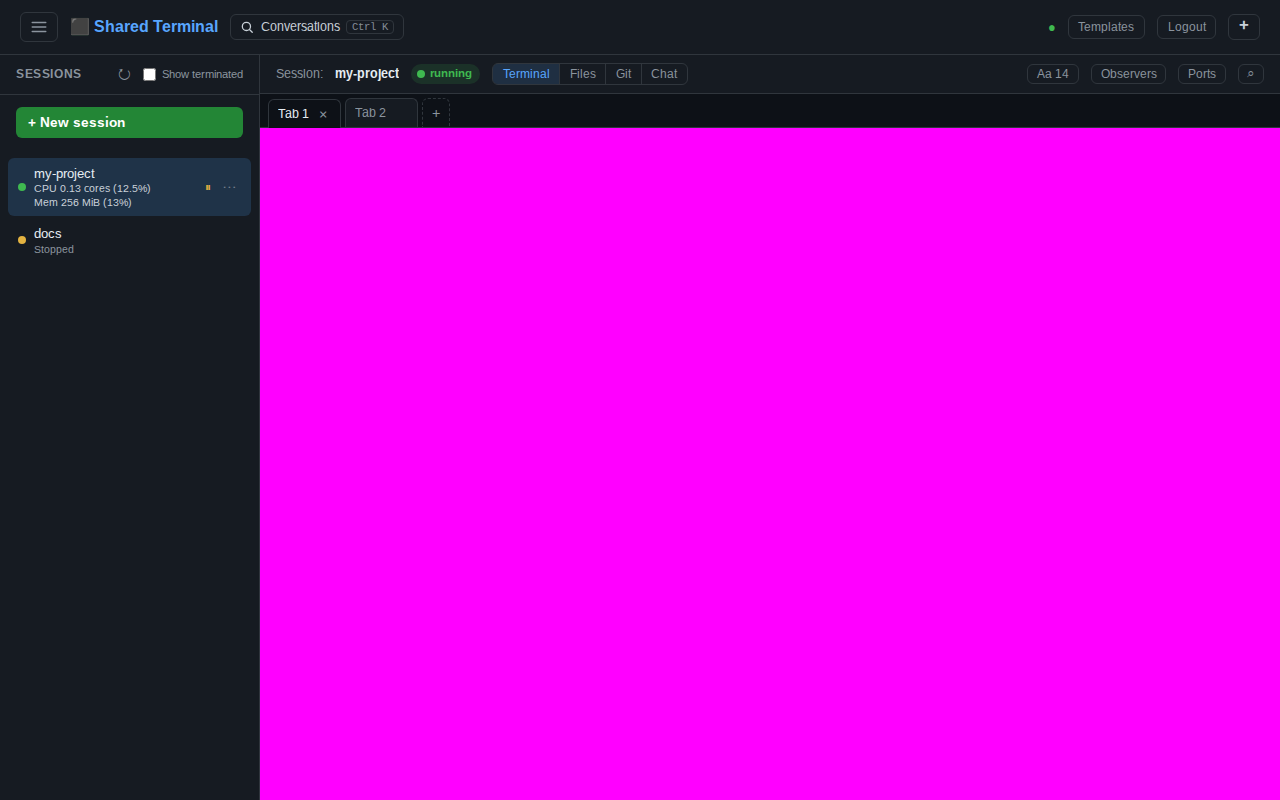 Shared Terminal
Conversations Ctrl K
Templates
Logout
+
SESSIONS
Show terminated
Session: my-project
running
Terminal Files Git Chat
Aa 14
Observers
Ports
+ New session
Tab 1 ×
Tab 2
+
my-project
CPU 0.13 cores (12.5%)
Mem 256 MiB (13%)
docs
Stopped